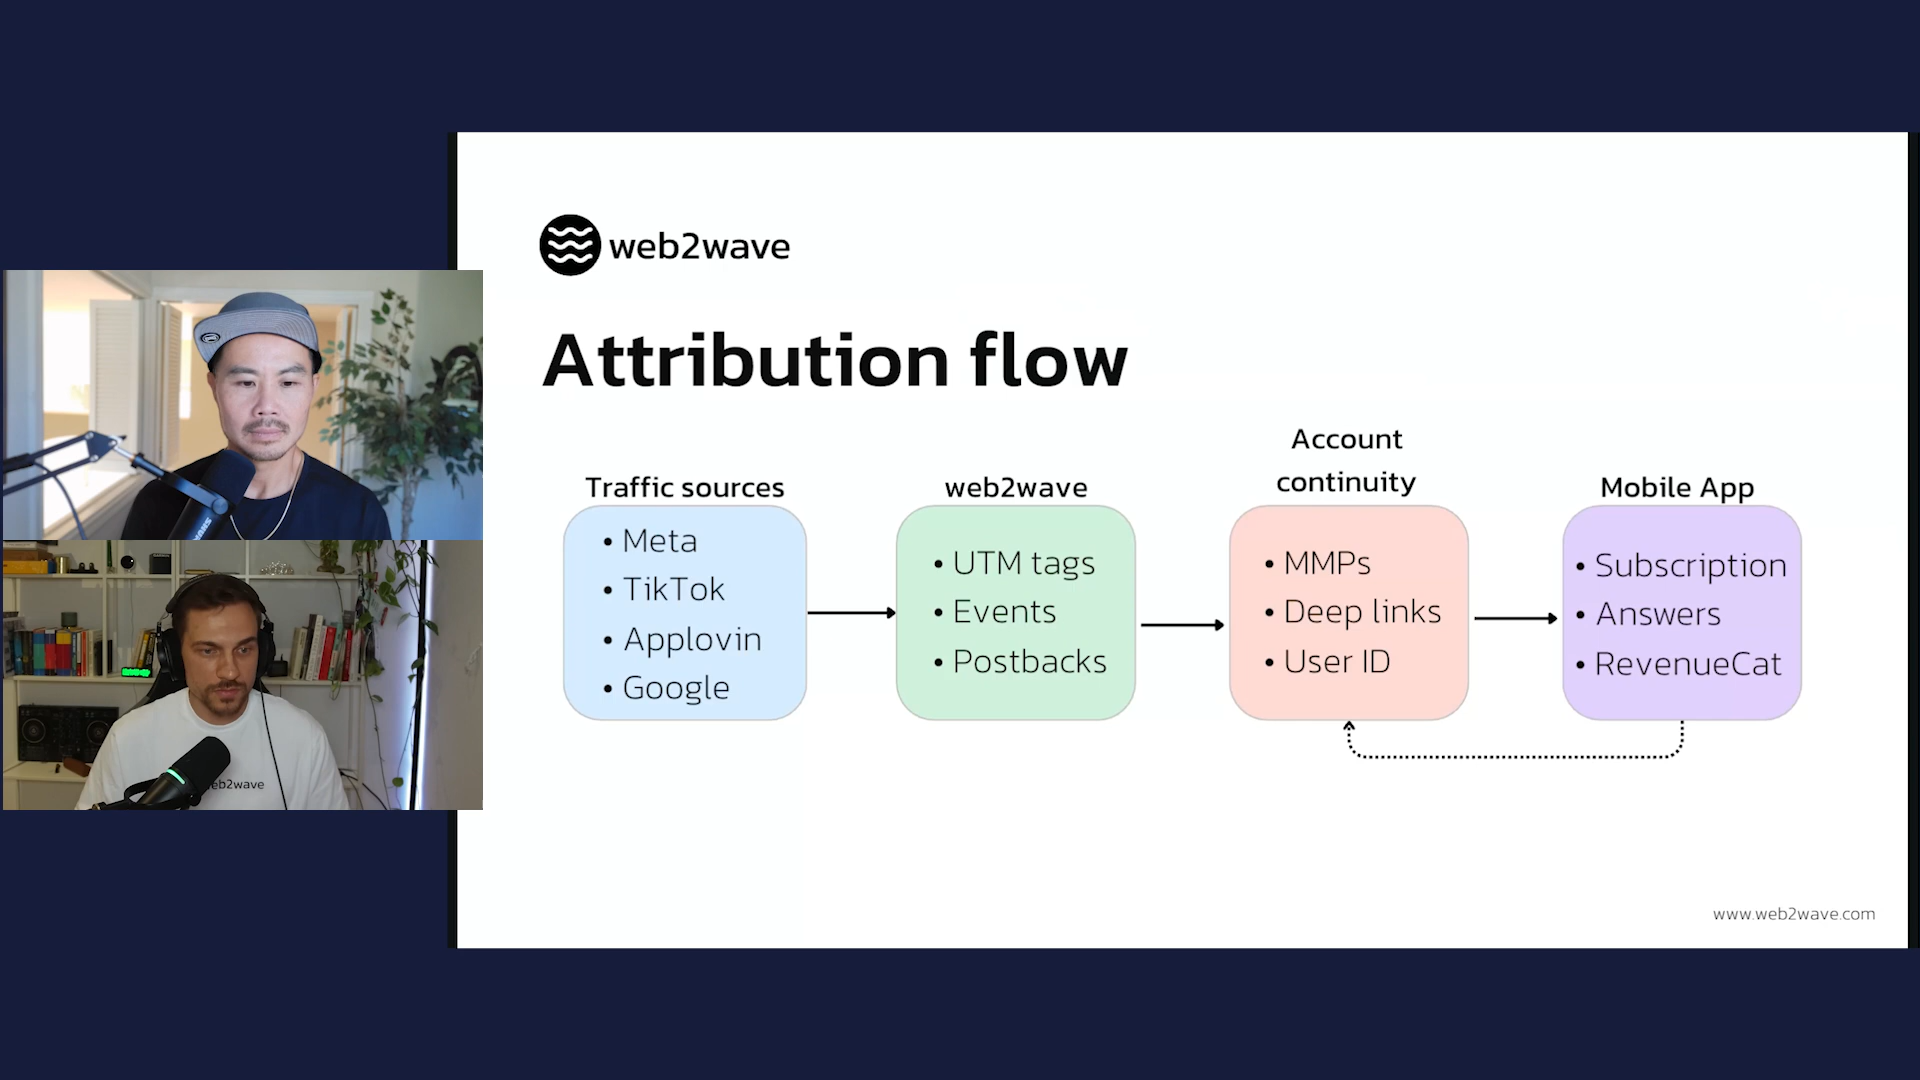 web2wave
Attribution flow
Traffic sources
• Meta
• TikTok
• Applovin
• Google
web2wave
• UTM tags
• Events
• Postbacks
Account
continuity
• MMPs
• Deep links
• User ID
Mobile App
• Subscription
• Answers
• RevenueCat
www.web2wave.com
eb2wave